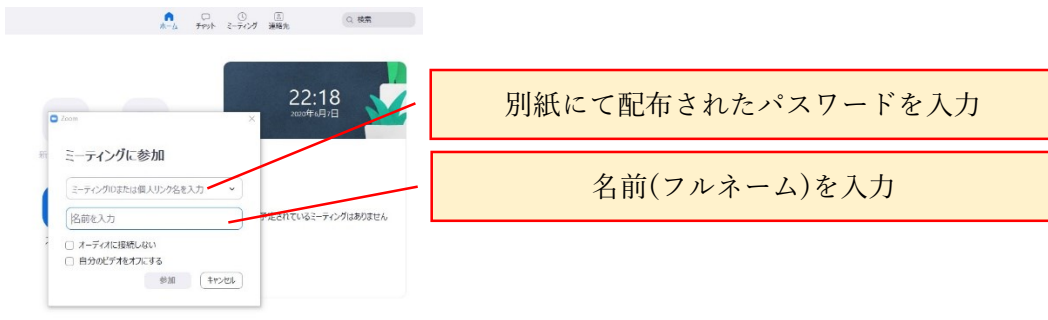 ホーム
チャット
ミーティング
連絡先
検索
22:18
2020年6月7日
別紙にて配布されたパスワードを入力
Zoom
ミーティングに参加
名前(フルネーム)を入力
ミーティングIDまたは個人リンク名を入力
名前を入力
定されているミーティングはありません
オーディオに接続しない
自分のビデオをオフにする
参加
キャンセル